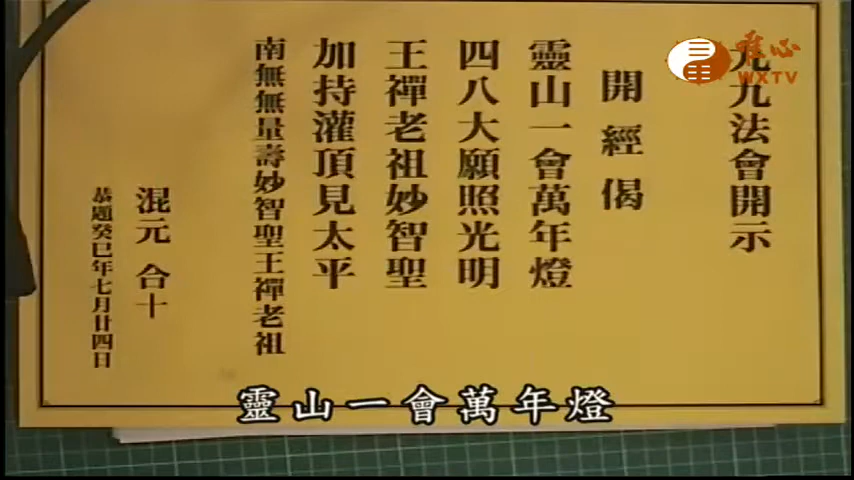 九九法會開示
開經偈
靈山一會萬年燈
四八大願照光明
王禪老祖妙智聖
加持灌頂見太平
南無無量壽妙智聖王禪老祖
混元 合十
恭題癸巳年七月廿四日
唯心
WXTV
靈山一會萬年燈